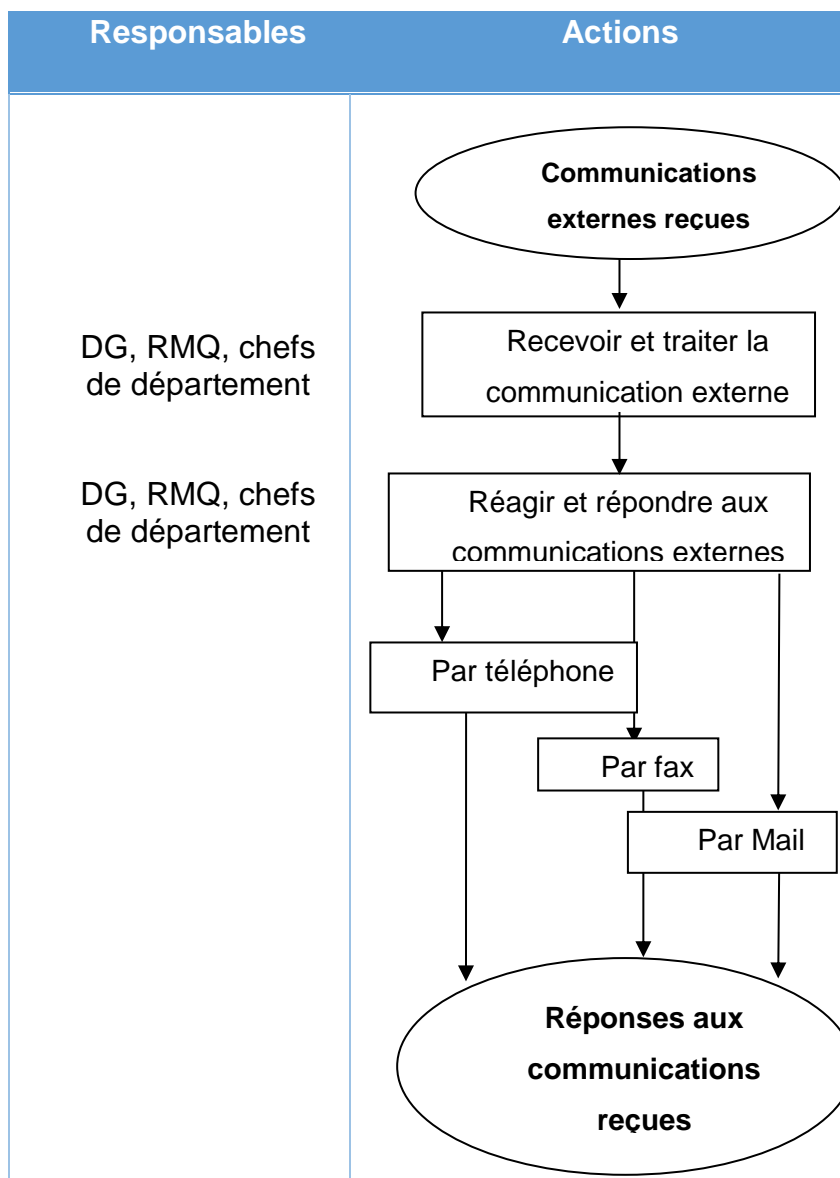 Responsables
Actions
Communications
externes reçues
DG, RMQ, chefs
de département
Recevoir et traiter la
communication externe
DG, RMQ, chefs
de département
Réagir et répondre aux
communications externes
Par téléphone
Par fax
Par Mail
Réponses aux
communications
reçues